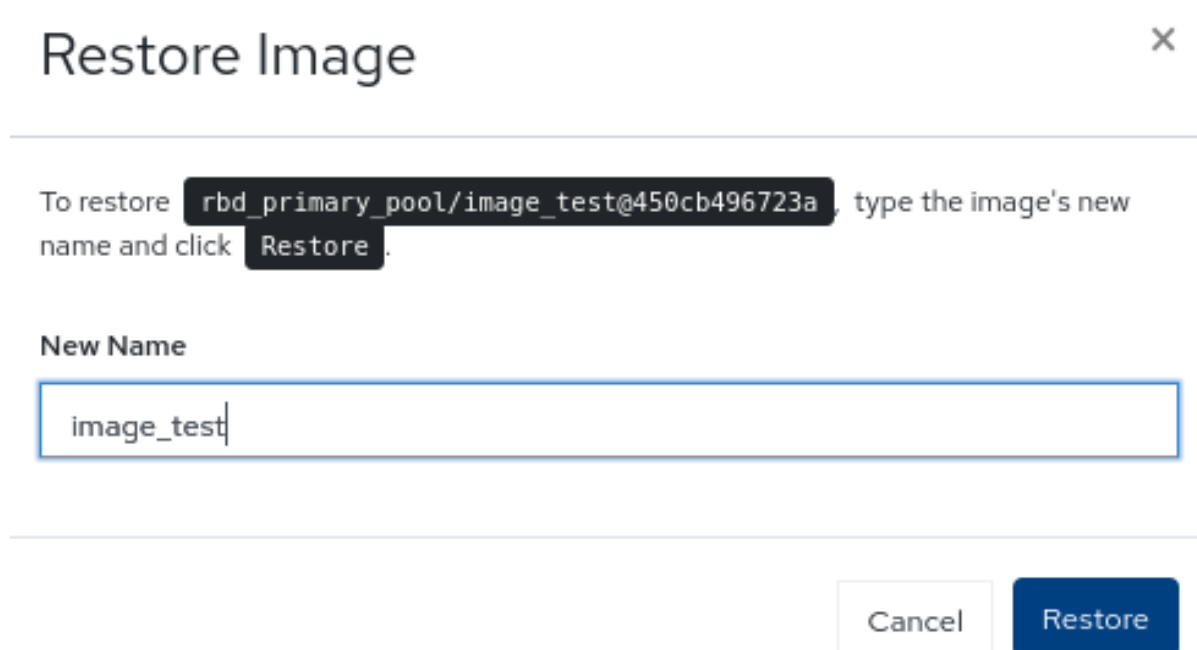 Restore Image ×
To restore rbd_primary_pool/image_test@450cb496723a, type the image's new
name and click Restore.
New Name
image_test
Cancel Restore